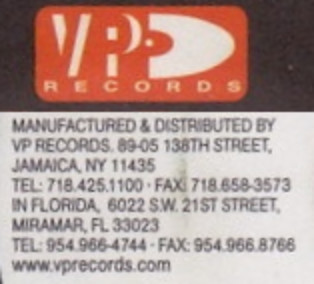 VP
RECORDS
MANUFACTURED & DISTRIBUTED BY
VP RECORDS. 89-05 138TH STREET,
JAMAICA, NY 11435
TEL: 718.425.1100 · FAX: 718.658-3573
IN FLORIDA, 6022 S.W. 21ST STREET,
MIRAMAR, FL 33023
TEL: 954.966-4744 · FAX: 954.966.8766
www.vprecords.com